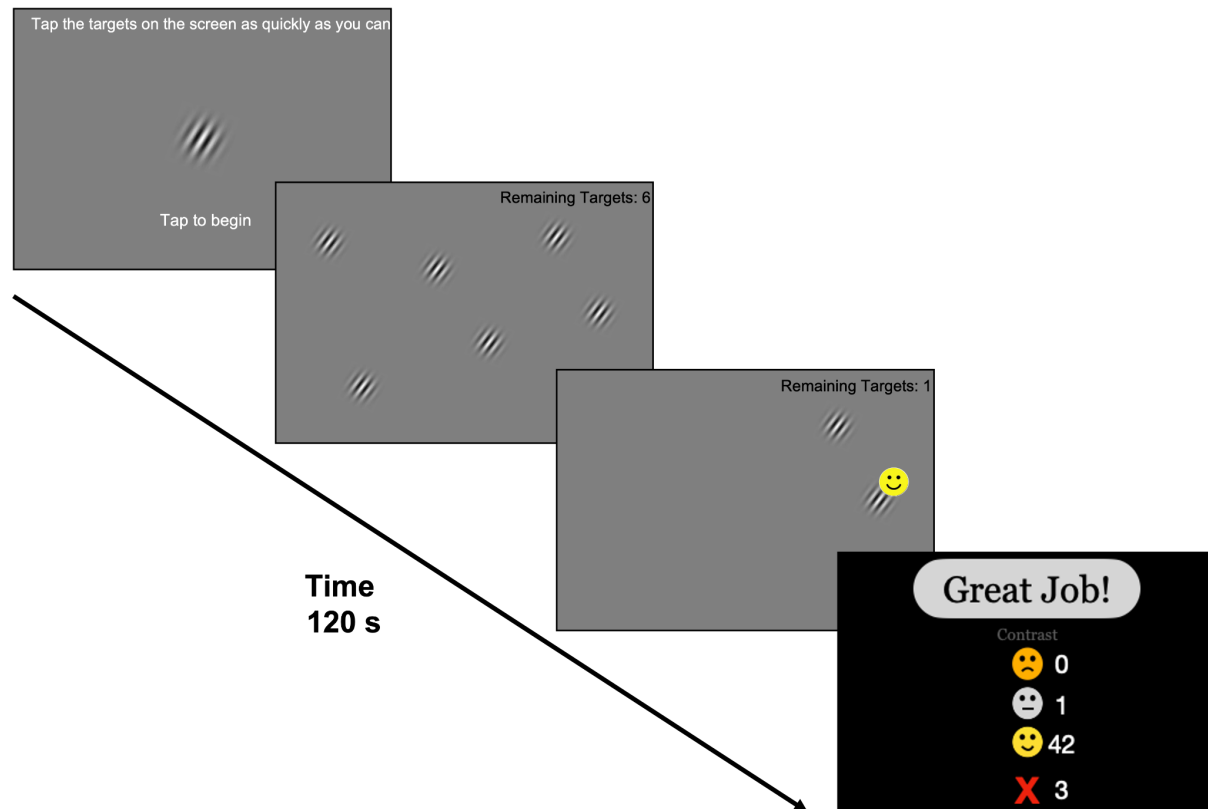 Tap the targets on the screen as quickly as you can
Tap to begin
Remaining Targets: 6
Remaining Targets: 1
Time
120 s
Great Job!
Contrast
0
1
42
X 3